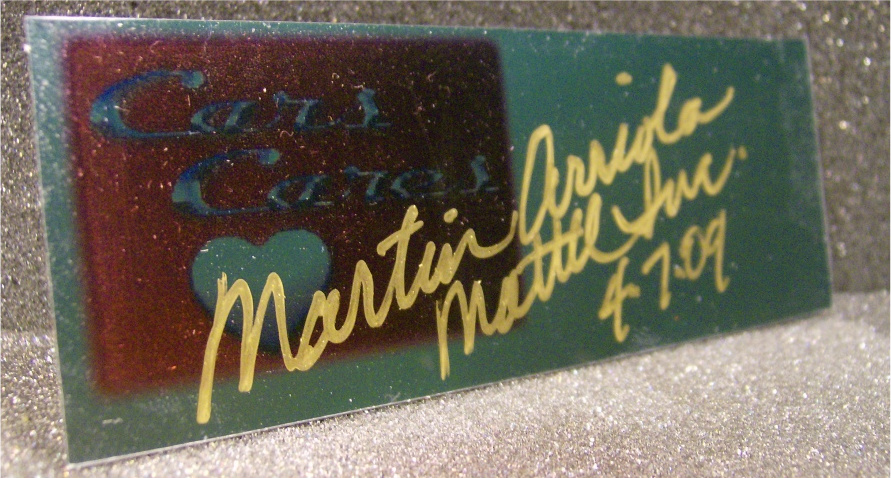 Cars
Cares
Martin Arriola
Mattel Inc.
4.7.09